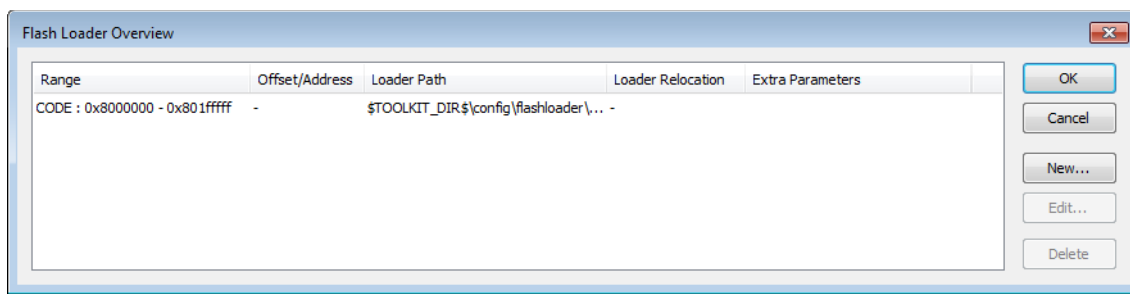 Flash Loader Overview
Range Offset/Address Loader Path Loader Relocation Extra Parameters
CODE : 0x8000000 - 0x801fffff - $TOOLKIT_DIR$\config\flashloader\... -
OK
Cancel
New...
Edit...
Delete